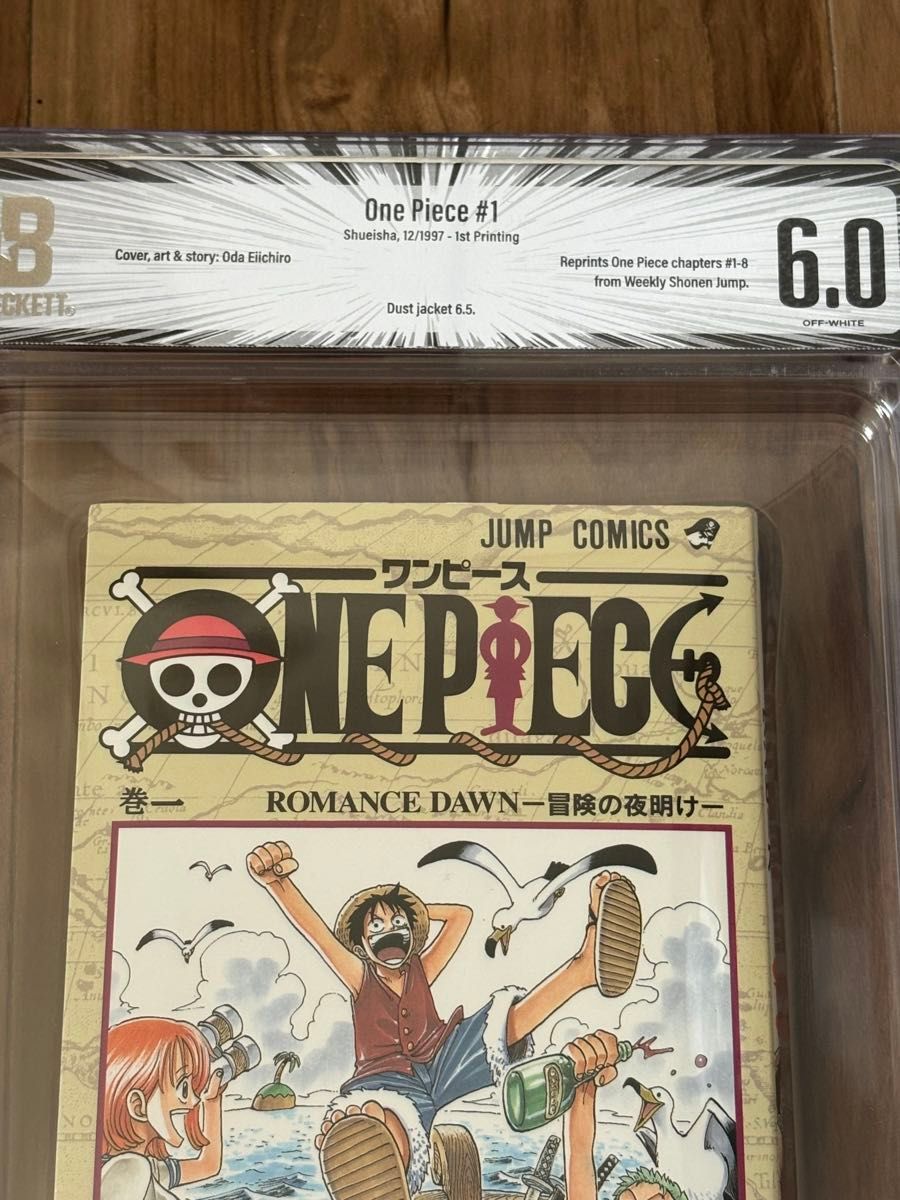 One Piece #1
Shueisha, 12/1997 - 1st Printing
Cover, art & story: Oda Eiichiro
Reprints One Piece chapters #1-8
from Weekly Shonen Jump.
Dust jacket 6.5.
6.0
OFF-WHITE
B
ECKETT®
JUMP COMICS
ワンピース
ONE PIECE
巻一
ROMANCE DAWN—冒険の夜明け—